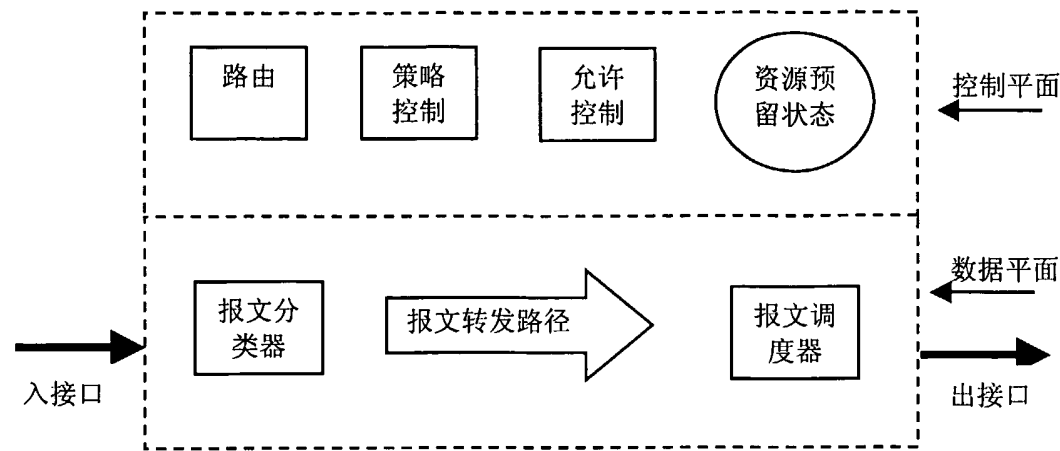 路由
策略
控制
允许
控制
资源预
留状态
控制平面
数据平面
报文分
类器
报文转发路径
报文调
度器
入接口
出接口